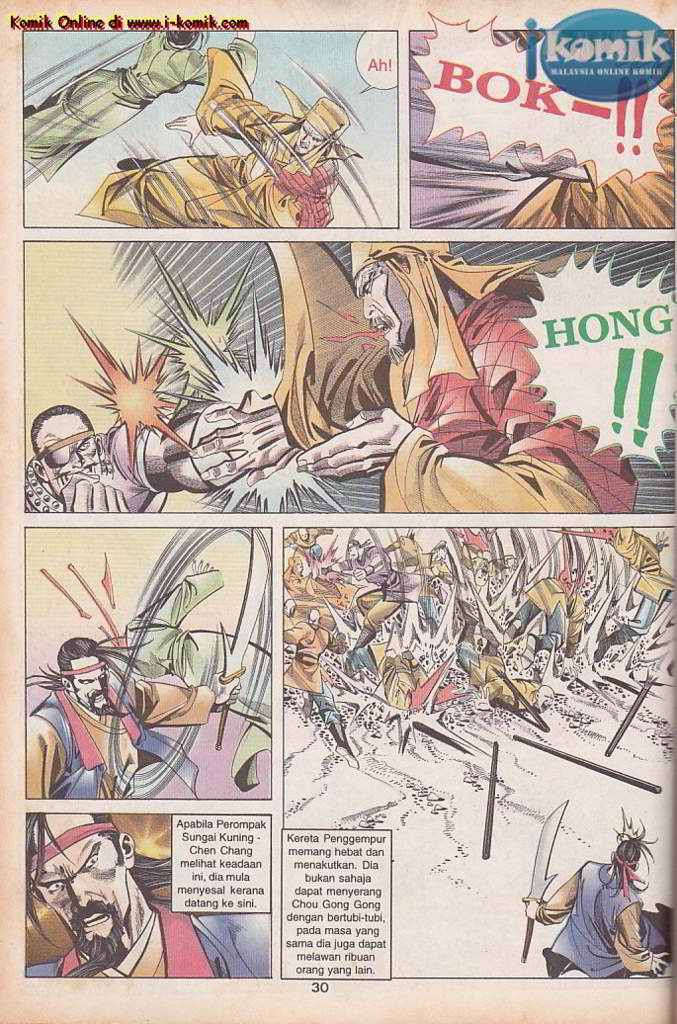 Komik Online di www.i-komik.com
i komik
MALAYSIA ONLINE KOMIK
Ah!
BOK—!!
HONG
!!
Apabila Perompak
Sungai Kuning -
Chen Chang
melihat keadaan
ini, dia mula
menyesal kerana
datang ke sini.
Kereta Penggempur
memang hebat dan
menakutkan. Dia
bukan sahaja
dapat menyerang
Chou Gong Gong
dengan bertubi-tubi,
pada masa yang
sama dia juga dapat
melawan ribuan
orang yang lain.
30